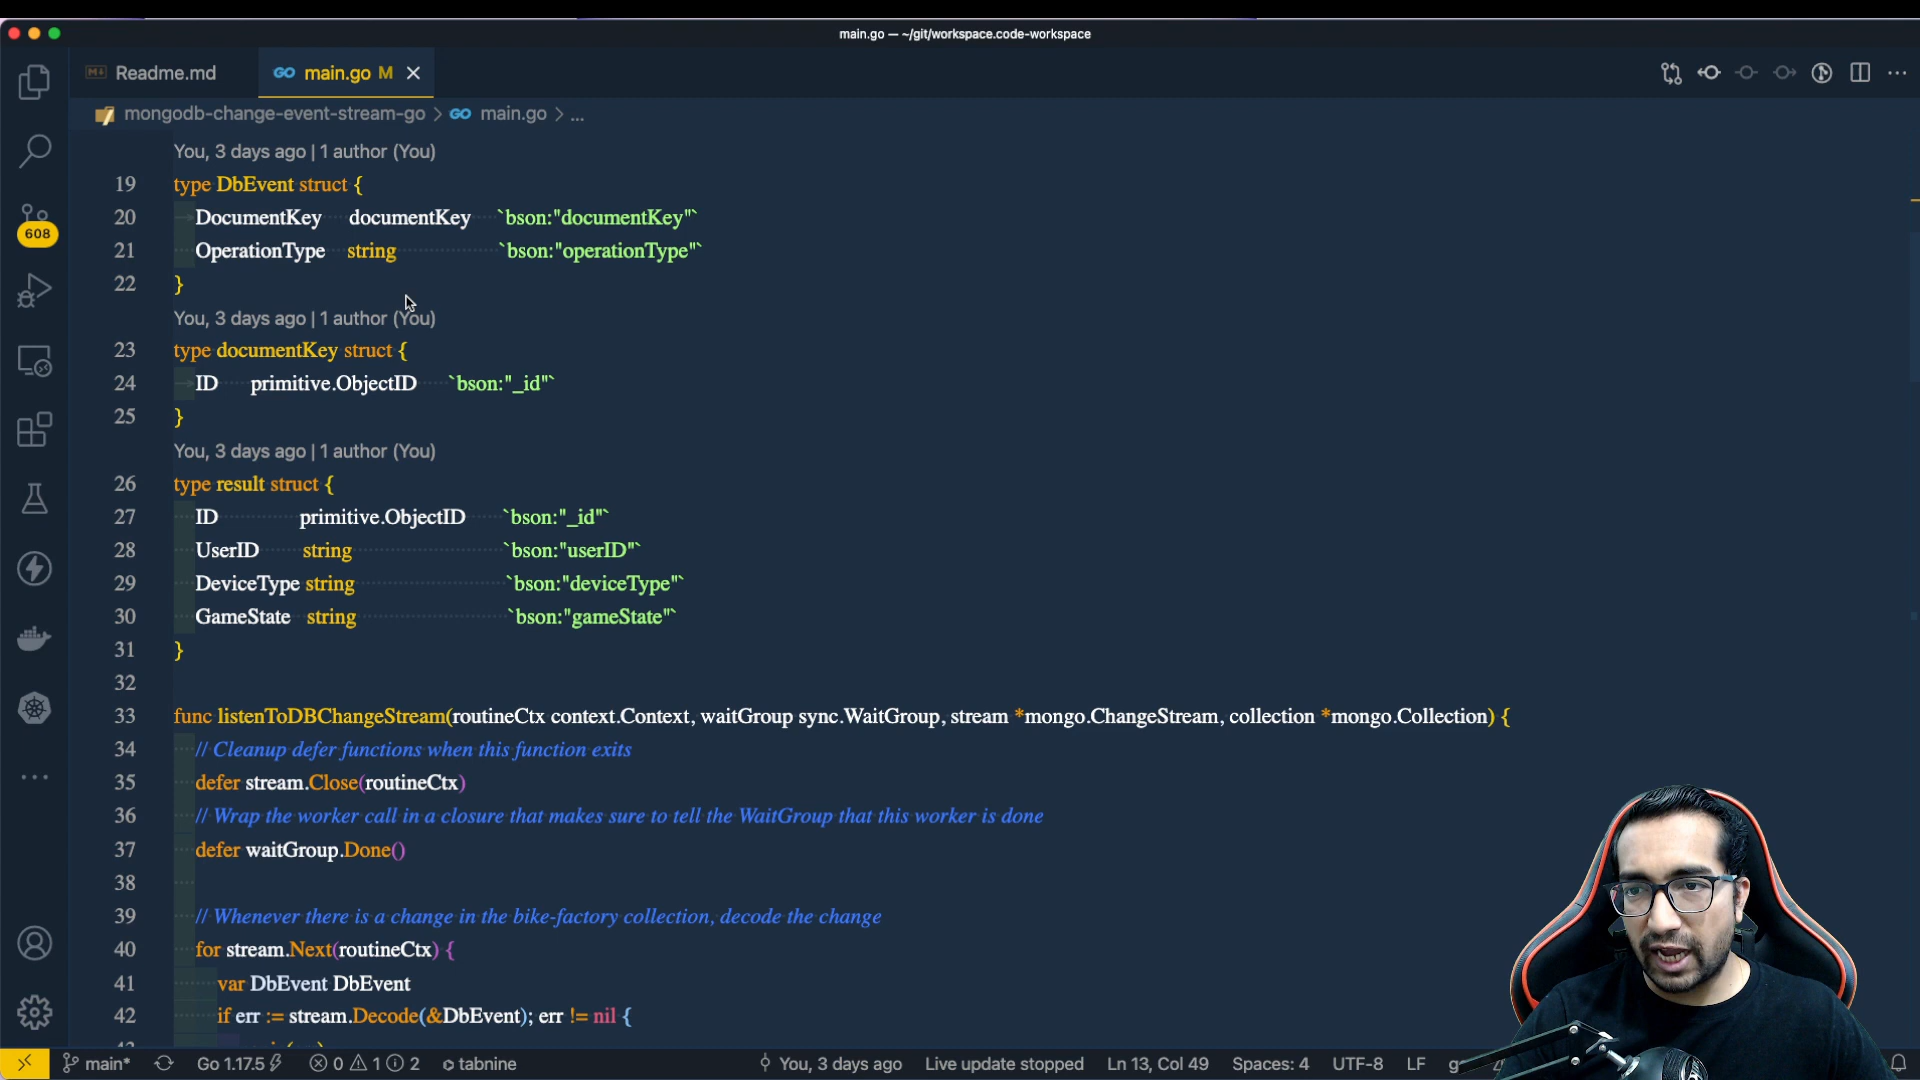 main.go — ~/git/workspace.code-workspace
Readme.md
GO main.go M
mongodb-change-event-stream-go > GO main.go > ...
You, 3 days ago | 1 author (You)
19 type DbEvent struct {
20 DocumentKey documentKey `bson:"documentKey"`
21 OperationType string `bson:"operationType"`
22 }
You, 3 days ago | 1 author (You)
23 type documentKey struct {
24 ID primitive.ObjectID `bson:"_id"`
25 }
You, 3 days ago | 1 author (You)
26 type result struct {
27 ID primitive.ObjectID `bson:"_id"`
28 UserID string `bson:"userID"`
29 DeviceType string `bson:"deviceType"`
30 GameState string `bson:"gameState"`
31 }
32
33 func listenToDBChangeStream(routineCtx context.Context, waitGroup sync.WaitGroup, stream *mongo.ChangeStream, collection *mongo.Collection) {
34 // Cleanup defer functions when this function exits
35 defer stream.Close(routineCtx)
36 // Wrap the worker call in a closure that makes sure to tell the WaitGroup that this worker is done
37 defer waitGroup.Done()
38
39 // Whenever there is a change in the bike-factory collection, decode the change
40 for stream.Next(routineCtx) {
41 var DbEvent DbEvent
42 if err := stream.Decode(&DbEvent); err != nil {
608
main* Go 1.17.5 0 1 2 tabnine You, 3 days ago Live update stopped Ln 13, Col 49 Spaces: 4 UTF-8 LF